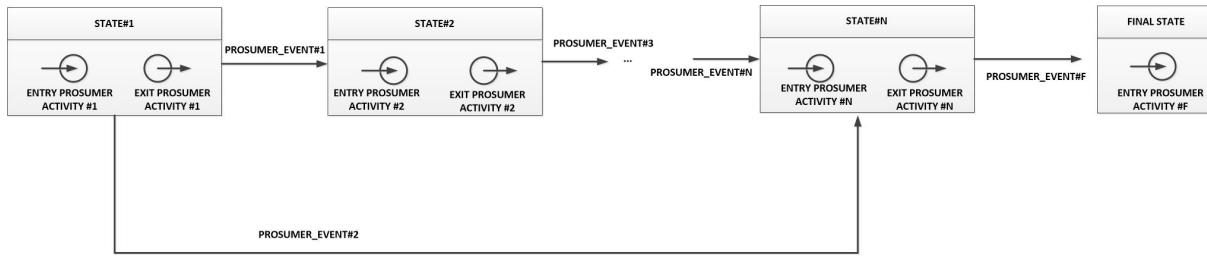 STATE#1
ENTRY PROSUMER
ACTIVITY #1
EXIT PROSUMER
ACTIVITY #1
PROSUMER_EVENT#1
STATE#2
ENTRY PROSUMER
ACTIVITY #2
EXIT PROSUMER
ACTIVITY #2
PROSUMER_EVENT#3
...
PROSUMER_EVENT#N
STATE#N
ENTRY PROSUMER
ACTIVITY #N
EXIT PROSUMER
ACTIVITY #N
PROSUMER_EVENT#F
FINAL STATE
ENTRY PROSUMER
ACTIVITY #F
PROSUMER_EVENT#2